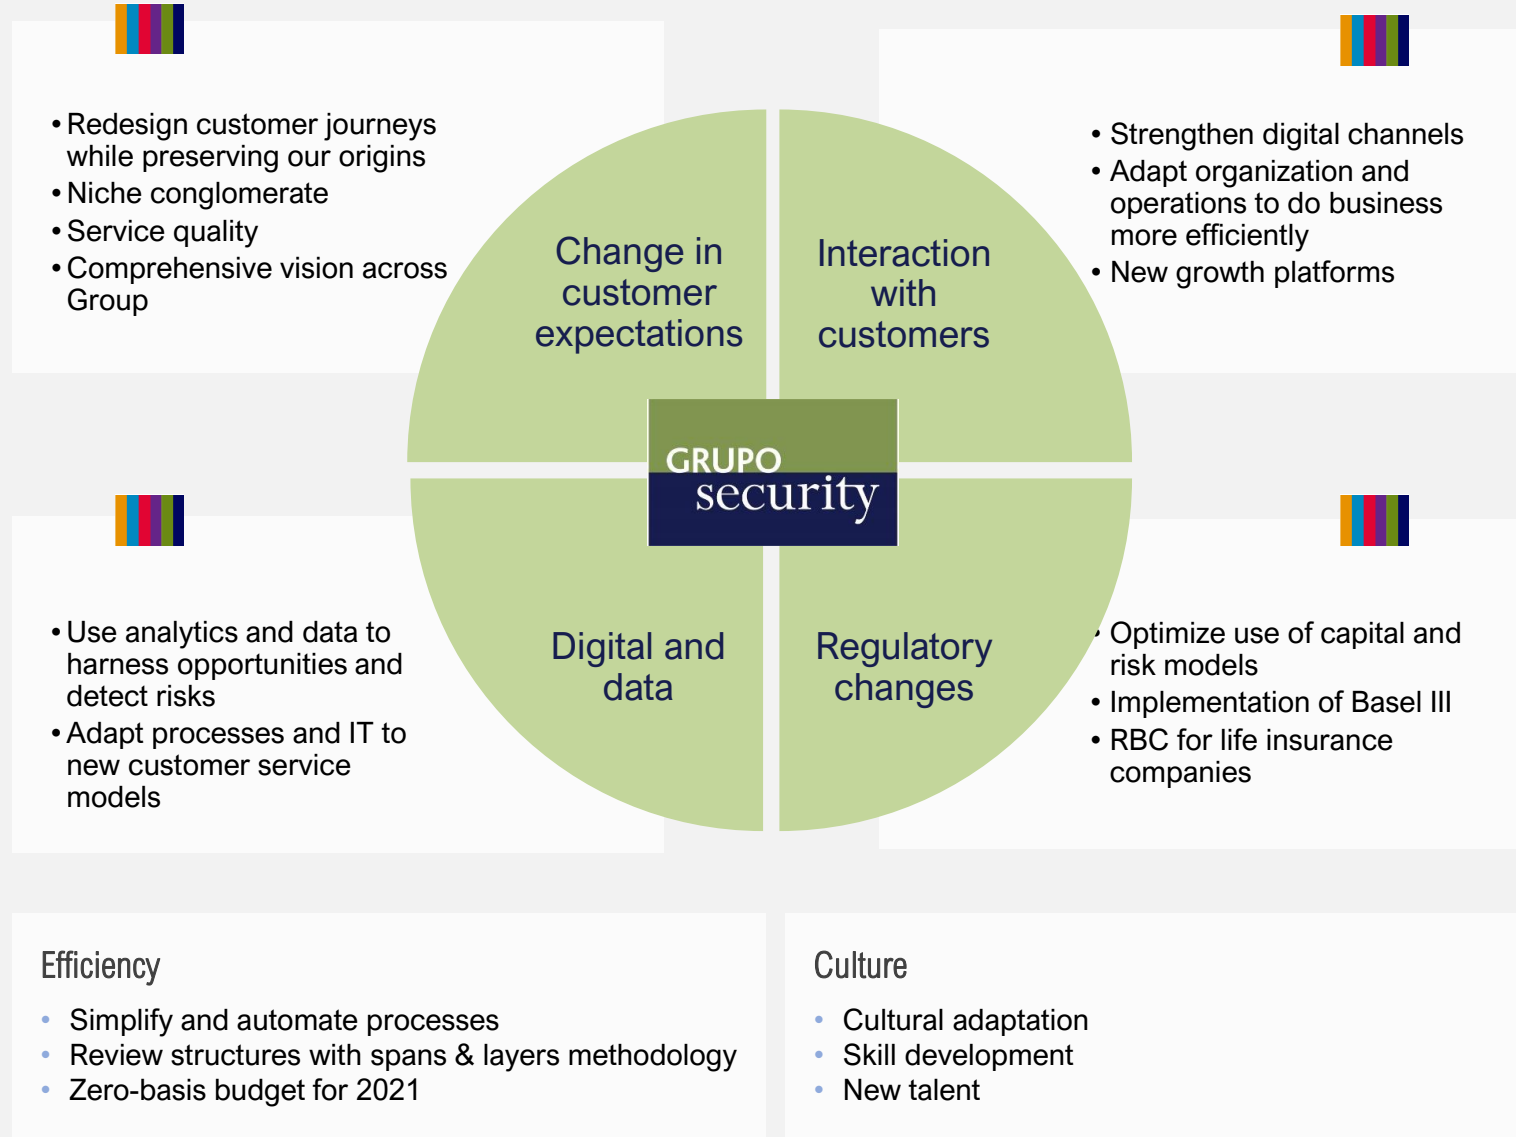 • Redesign customer journeys
while preserving our origins
• Niche conglomerate
• Service quality
• Comprehensive vision across
Group
Change in
customer
expectations
Interaction
with
customers
• Strengthen digital channels
• Adapt organization and
operations to do business
more efficiently
• New growth platforms
GRUPO
security
• Use analytics and data to
harness opportunities and
detect risks
• Adapt processes and IT to
new customer service
models
Digital and
data
Regulatory
changes
• Optimize use of capital and
risk models
• Implementation of Basel III
• RBC for life insurance
companies
Efficiency
• Simplify and automate processes
• Review structures with spans & layers methodology
• Zero-basis budget for 2021
Culture
• Cultural adaptation
• Skill development
• New talent